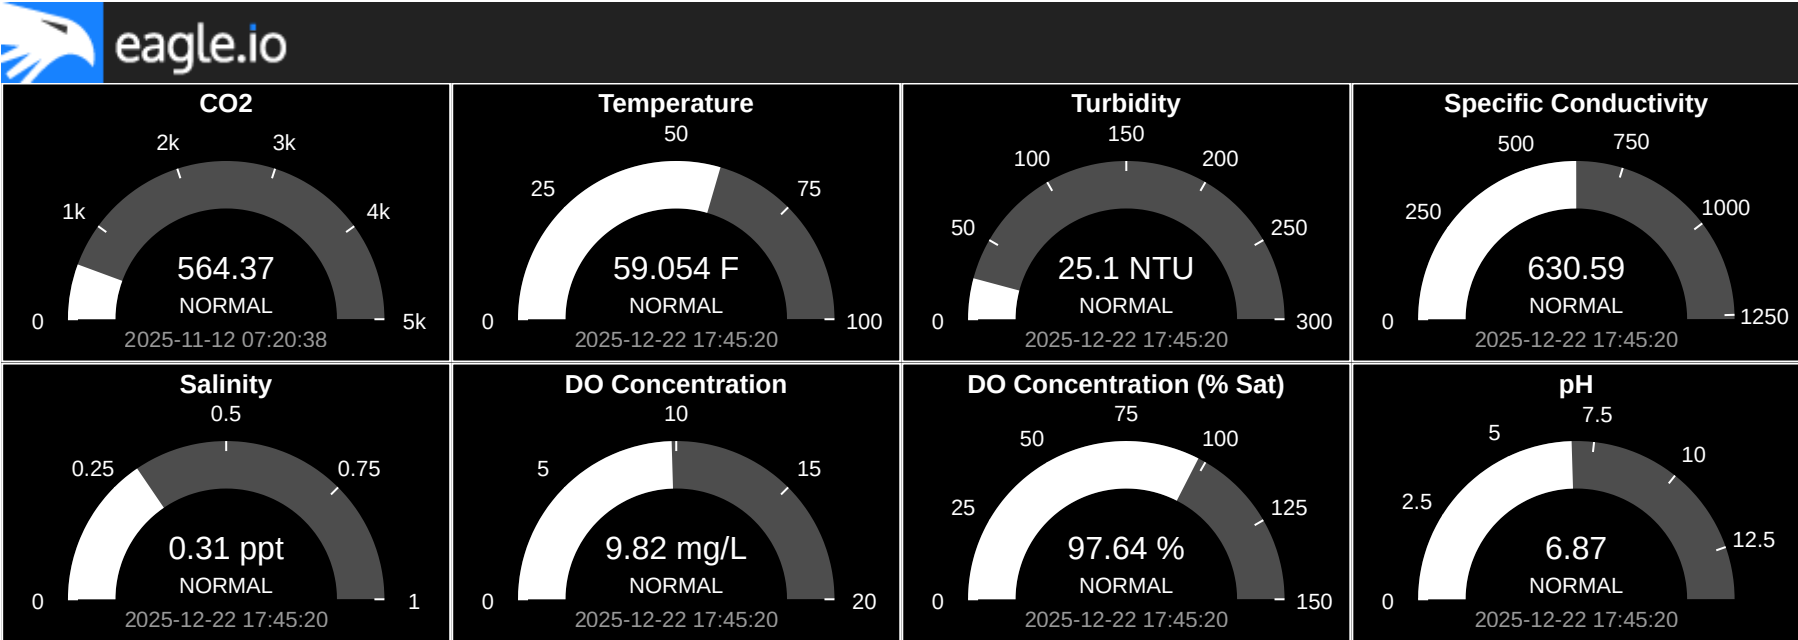 eagle.io
CO2
0
1k
2k
3k
4k
5k
564.37
NORMAL
2025-11-12 07:20:38
Temperature
0
25
50
75
100
59.054 F
NORMAL
2025-12-22 17:45:20
Turbidity
0
50
100
150
200
250
300
25.1 NTU
NORMAL
2025-12-22 17:45:20
Specific Conductivity
0
250
500
750
1000
1250
630.59
NORMAL
2025-12-22 17:45:20
Salinity
0
0.25
0.5
0.75
1
0.31 ppt
NORMAL
2025-12-22 17:45:20
DO Concentration
0
5
10
15
20
9.82 mg/L
NORMAL
2025-12-22 17:45:20
DO Concentration (% Sat)
0
25
50
75
100
125
150
97.64 %
NORMAL
2025-12-22 17:45:20
pH
0
2.5
5
7.5
10
12.5
6.87
NORMAL
2025-12-22 17:45:20